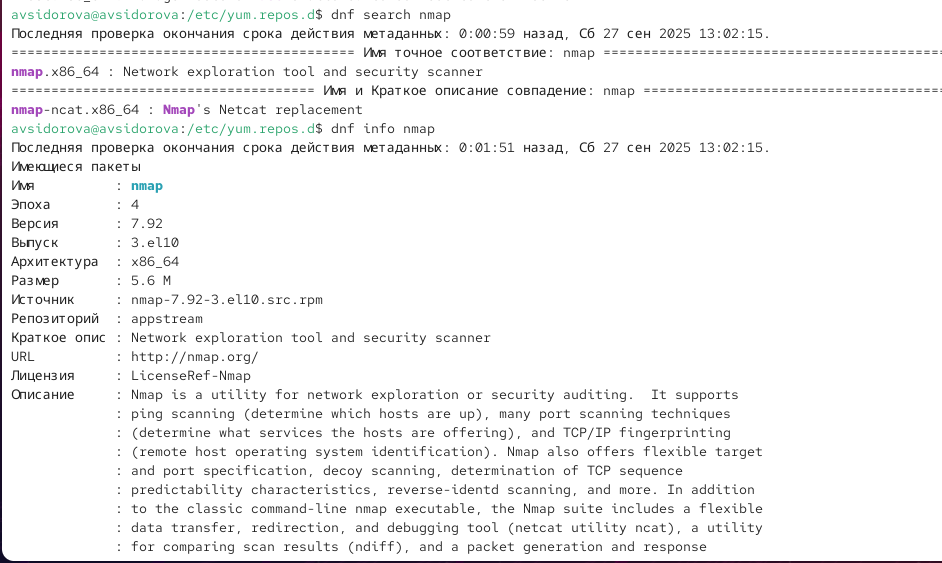 avsidorova@avsidorova:/etc/yum.repos.d$ dnf search nmap
Последняя проверка окончания срока действия метаданных: 0:00:59 назад, Сб 27 сен 2025 13:02:15.
=========================================== Имя точное соответствие: nmap ======================================
nmap.x86_64 : Network exploration tool and security scanner
====================================== Имя и Краткое описание совпадение: nmap ======================================
nmap-ncat.x86_64 : Nmap's Netcat replacement
avsidorova@avsidorova:/etc/yum.repos.d$ dnf info nmap
Последняя проверка окончания срока действия метаданных: 0:01:51 назад, Сб 27 сен 2025 13:02:15.
Имеющиеся пакеты
Имя          : nmap
Эпоха        : 4
Версия       : 7.92
Выпуск       : 3.el10
Архитектура  : x86_64
Размер       : 5.6 M
Источник     : nmap-7.92-3.el10.src.rpm
Репозиторий  : appstream
Краткое опис : Network exploration tool and security scanner
URL          : http://nmap.org/
Лицензия     : LicenseRef-Nmap
Описание     : Nmap is a utility for network exploration or security auditing.  It supports
             : ping scanning (determine which hosts are up), many port scanning techniques
             : (determine what services the hosts are offering), and TCP/IP fingerprinting
             : (remote host operating system identification). Nmap also offers flexible target
             : and port specification, decoy scanning, determination of TCP sequence
             : predictability characteristics, reverse-identd scanning, and more. In addition
             : to the classic command-line nmap executable, the Nmap suite includes a flexible
             : data transfer, redirection, and debugging tool (netcat utility ncat), a utility
             : for comparing scan results (ndiff), and a packet generation and response